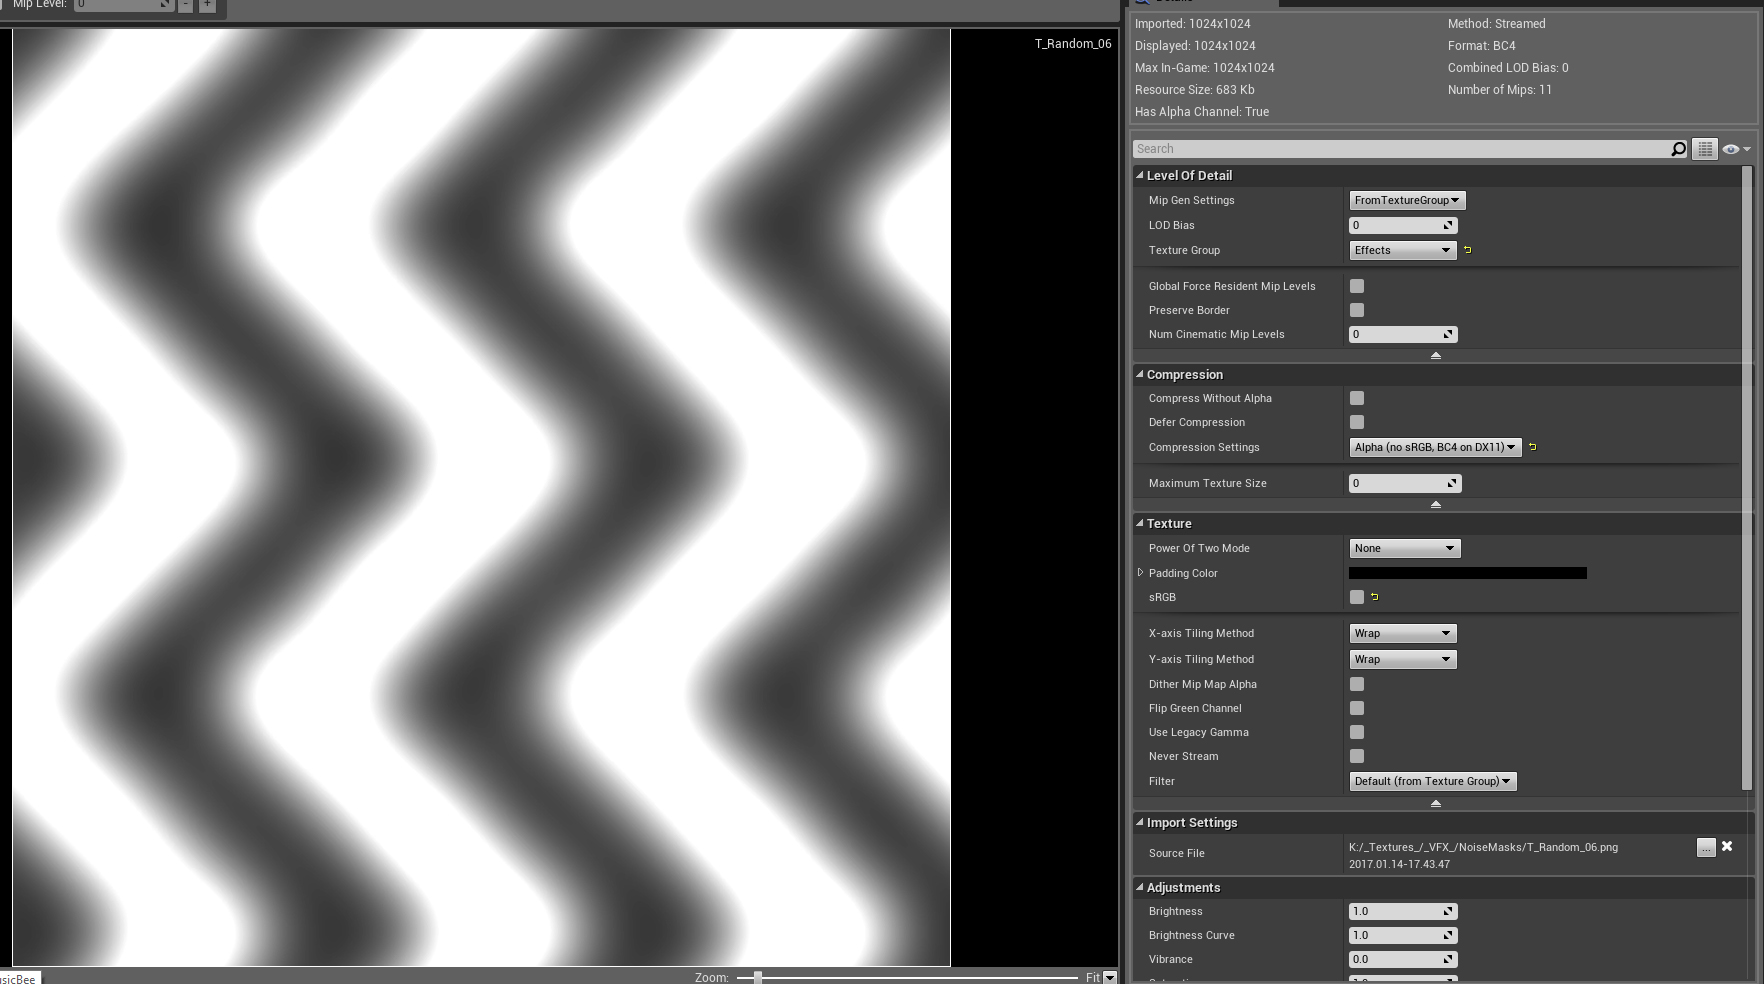 Mip Level: 0 - +
T_Random_06
Details
Imported: 1024x1024
Method: Streamed
Displayed: 1024x1024
Format: BC4
Max In-Game: 1024x1024
Combined LOD Bias: 0
Resource Size: 683 Kb
Number of Mips: 11
Has Alpha Channel: True
Search
Level Of Detail
Mip Gen Settings FromTextureGroup
LOD Bias 0
Texture Group Effects
Global Force Resident Mip Levels
Preserve Border
Num Cinematic Mip Levels 0
Compression
Compress Without Alpha
Defer Compression
Compression Settings Alpha (no sRGB, BC4 on DX11)
Maximum Texture Size 0
Texture
Power Of Two Mode None
Padding Color
sRGB
X-axis Tiling Method Wrap
Y-axis Tiling Method Wrap
Dither Mip Map Alpha
Flip Green Channel
Use Legacy Gamma
Never Stream
Filter Default (from Texture Group)
Import Settings
Source File K:/_Textures_/_VFX_/NoiseMasks/T_Random_06.png ...
2017.01.14-17.43.47
Adjustments
Brightness 1.0
Brightness Curve 1.0
Vibrance 0.0
Zoom: Fit
sicBee